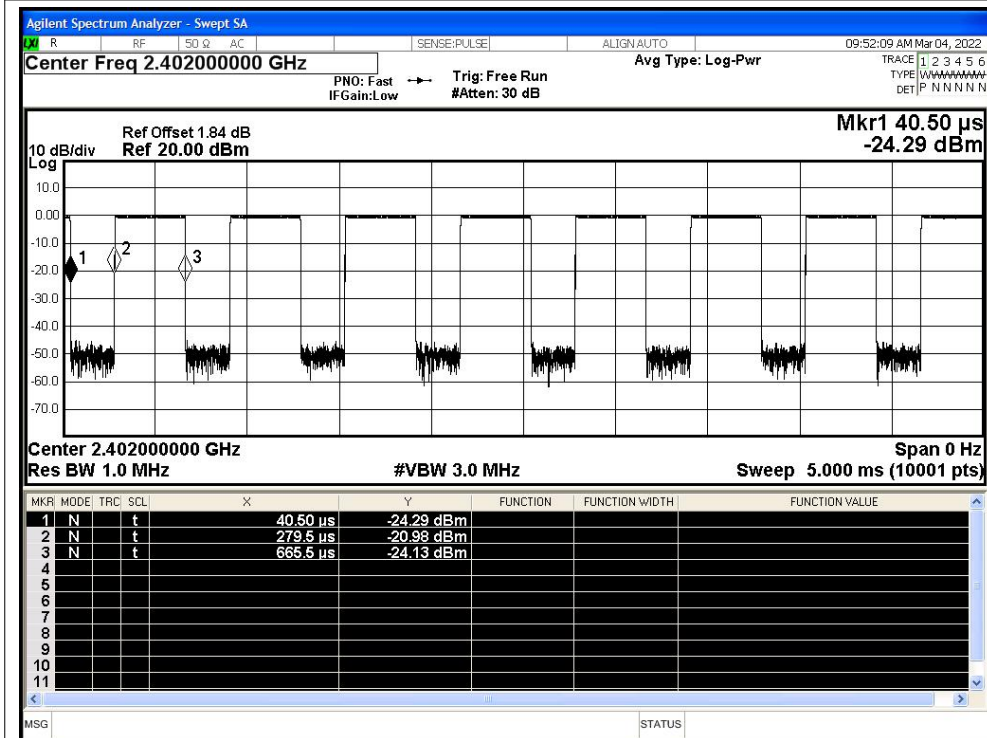 Agilent Spectrum Analyzer - Swept SA
LXI R RF 50 Ω AC SENSE:PULSE ALIGN AUTO 09:52:09 AM Mar 04, 2022
Center Freq 2.402000000 GHz Avg Type: Log-Pwr TRACE 1 2 3 4 5 6
PNO: Fast Trig: Free Run TYPE W
IFGain:Low #Atten: 30 dB DET P N N N N N
Mkr1 40.50 µs
Ref Offset 1.84 dB
10 dB/div Ref 20.00 dBm -24.29 dBm
Log
10.0
0.00
-10.0
1 2 3
-20.0
-30.0
-40.0
-50.0
-60.0
-70.0
Center 2.402000000 GHz Span 0 Hz
Res BW 1.0 MHz #VBW 3.0 MHz Sweep 5.000 ms (10001 pts)
MKR MODE TRC SCL X Y FUNCTION FUNCTION WIDTH FUNCTION VALUE
1 N t 40.50 µs -24.29 dBm
2 N t 279.5 µs -20.98 dBm
3 N t 665.5 µs -24.13 dBm
4
5
6
7
8
9
10
11
MSG STATUS